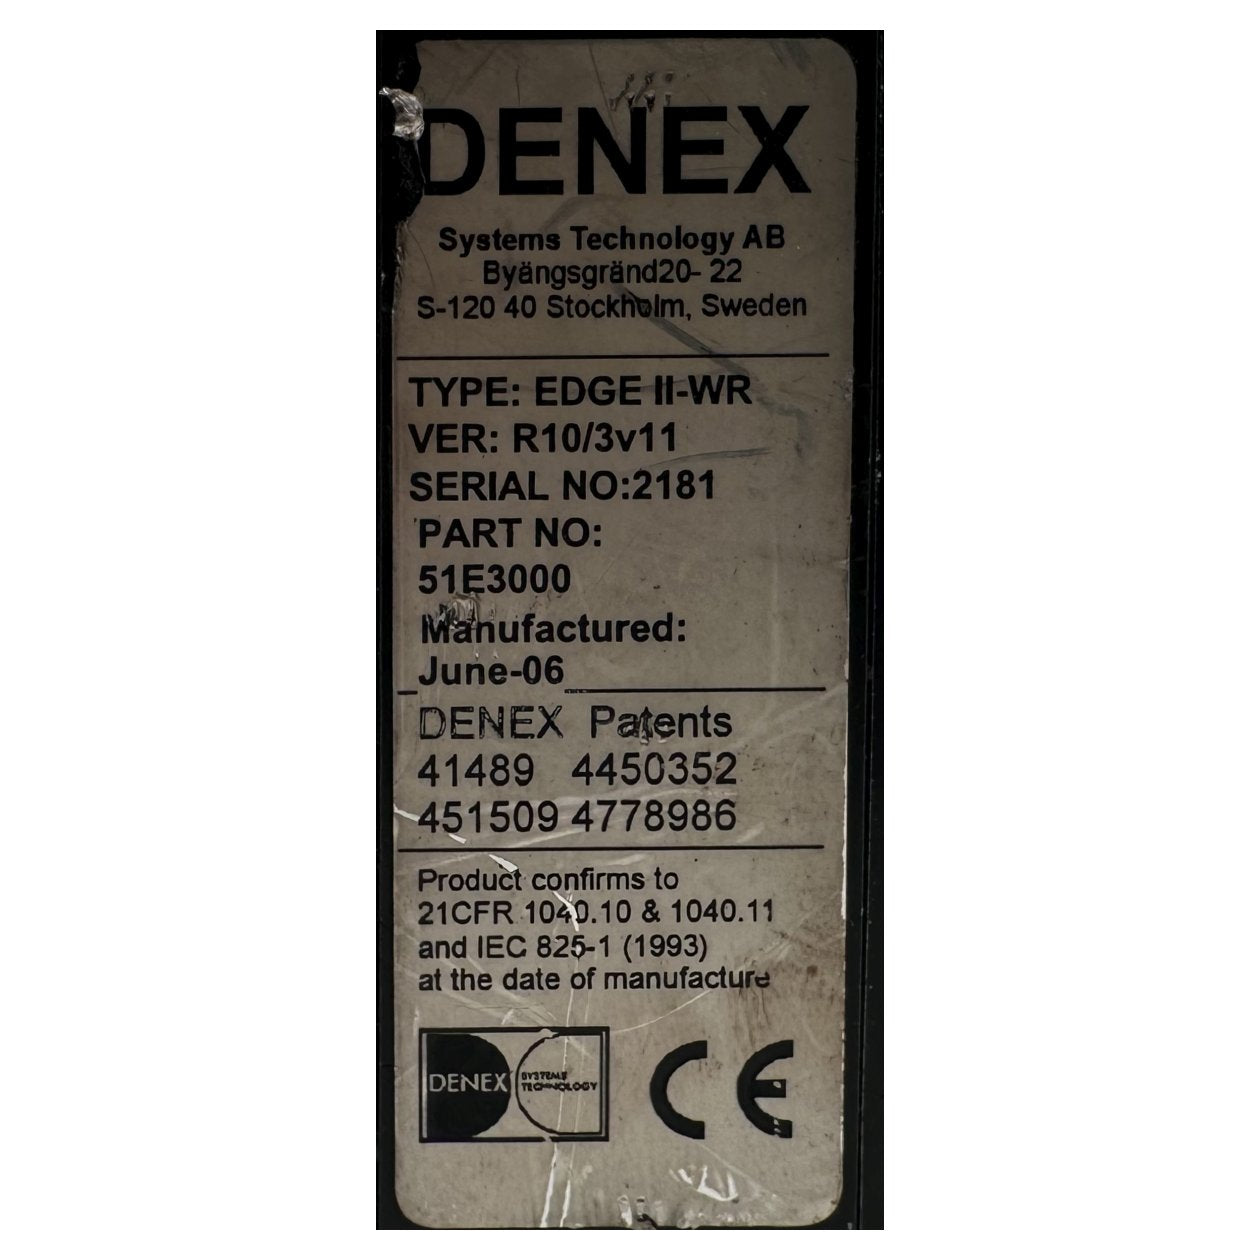 DENEX
Systems Technology AB
Byängsgränd20- 22
S-120 40 Stockholm, Sweden
TYPE: EDGE II-WR
VER: R10/3v11
SERIAL NO:2181
PART NO:
51E3000
Manufactured:
June-06
DENEX Patents
41489 4450352
451509 4778986
Product confirms to
21CFR 1040.10 & 1040.11
and IEC 825-1 (1993)
at the date of manufacture
DENEX SYSTEMS
TECHNOLOGY
CE